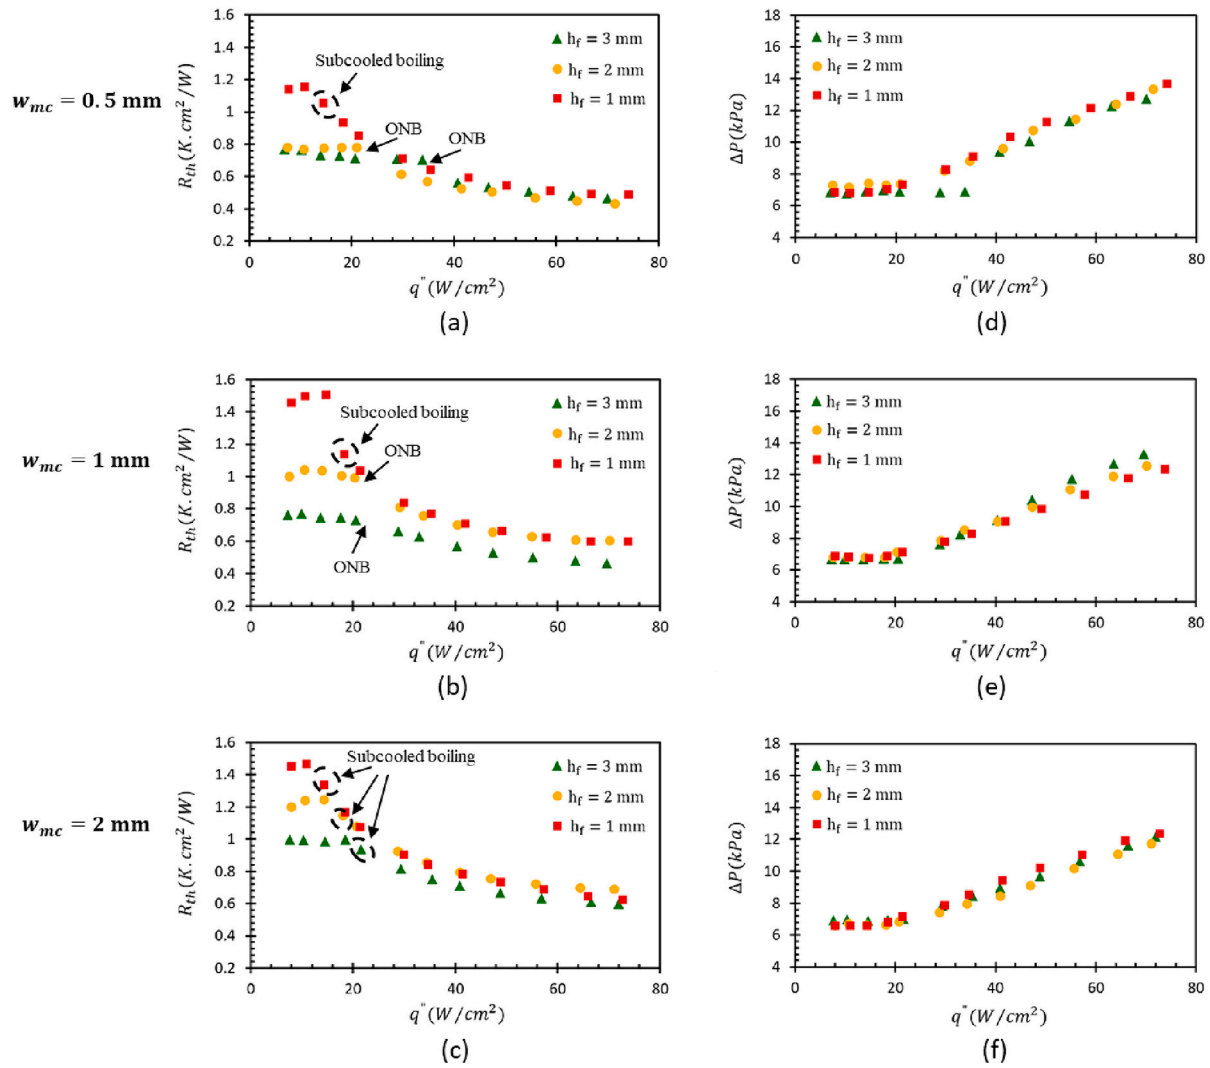 w_mc = 0.5 mm
R_th(K.cm²/W)
1.6
1.4
1.2
1
0.8
0.6
0.4
0.2
Subcooled boiling
ONB
ONB
h_f = 3 mm
h_f = 2 mm
h_f = 1 mm
0 20 40 60 80
q"(W/cm²)
(a)
ΔP(kPa)
18
16
14
12
10
8
6
4
h_f = 3 mm
h_f = 2 mm
h_f = 1 mm
0 20 40 60 80
q"(W/cm²)
(d)
w_mc = 1 mm
R_th(K.cm²/W)
1.6
1.4
1.2
1
0.8
0.6
0.4
0.2
Subcooled boiling
ONB
ONB
h_f = 3 mm
h_f = 2 mm
h_f = 1 mm
0 20 40 60 80
q"(W/cm²)
(b)
ΔP(kPa)
18
16
14
12
10
8
6
4
h_f = 3 mm
h_f = 2 mm
h_f = 1 mm
0 20 40 60 80
q"(W/cm²)
(e)
w_mc = 2 mm
R_th(K.cm²/W)
1.6
1.4
1.2
1
0.8
0.6
0.4
0.2
Subcooled boiling
h_f = 3 mm
h_f = 2 mm
h_f = 1 mm
0 20 40 60 80
q"(W/cm²)
(c)
ΔP(kPa)
18
16
14
12
10
8
6
4
h_f = 3 mm
h_f = 2 mm
h_f = 1 mm
0 20 40 60 80
q"(W/cm²)
(f)